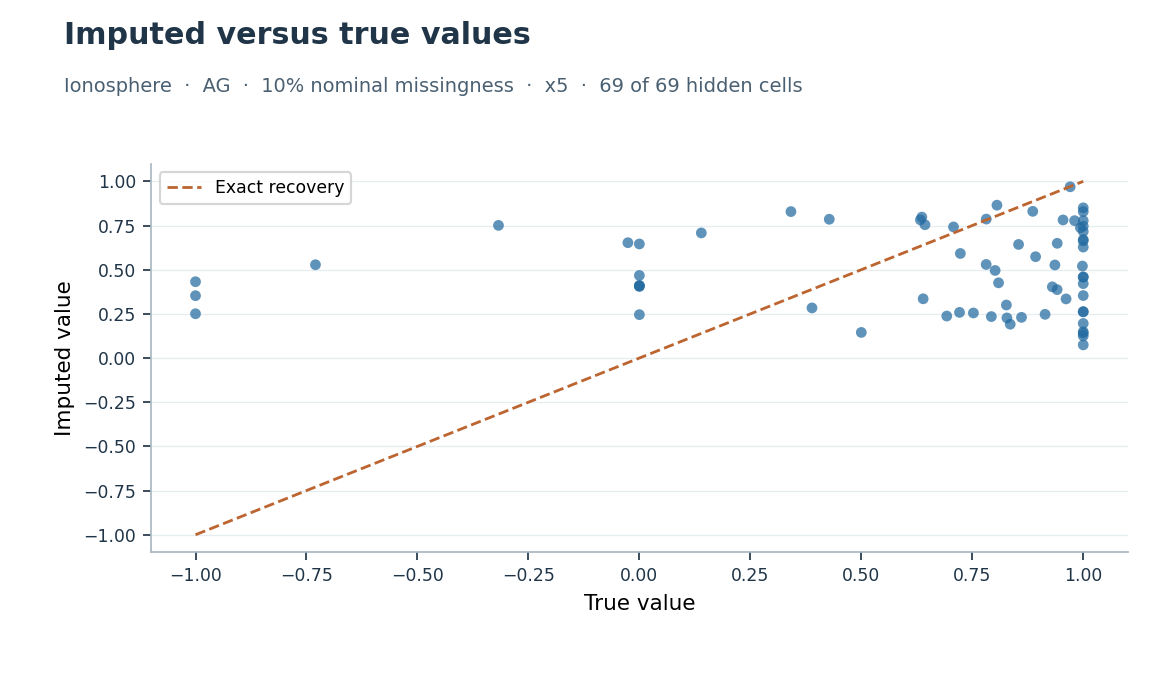 Imputed versus true values
Ionosphere · AG · 10% nominal missingness · x5 · 69 of 69 hidden cells
Exact recovery
1.00
0.75
0.50
0.25
0.00
−0.25
−0.50
−0.75
−1.00
Imputed value
−1.00 −0.75 −0.50 −0.25 0.00 0.25 0.50 0.75 1.00
True value